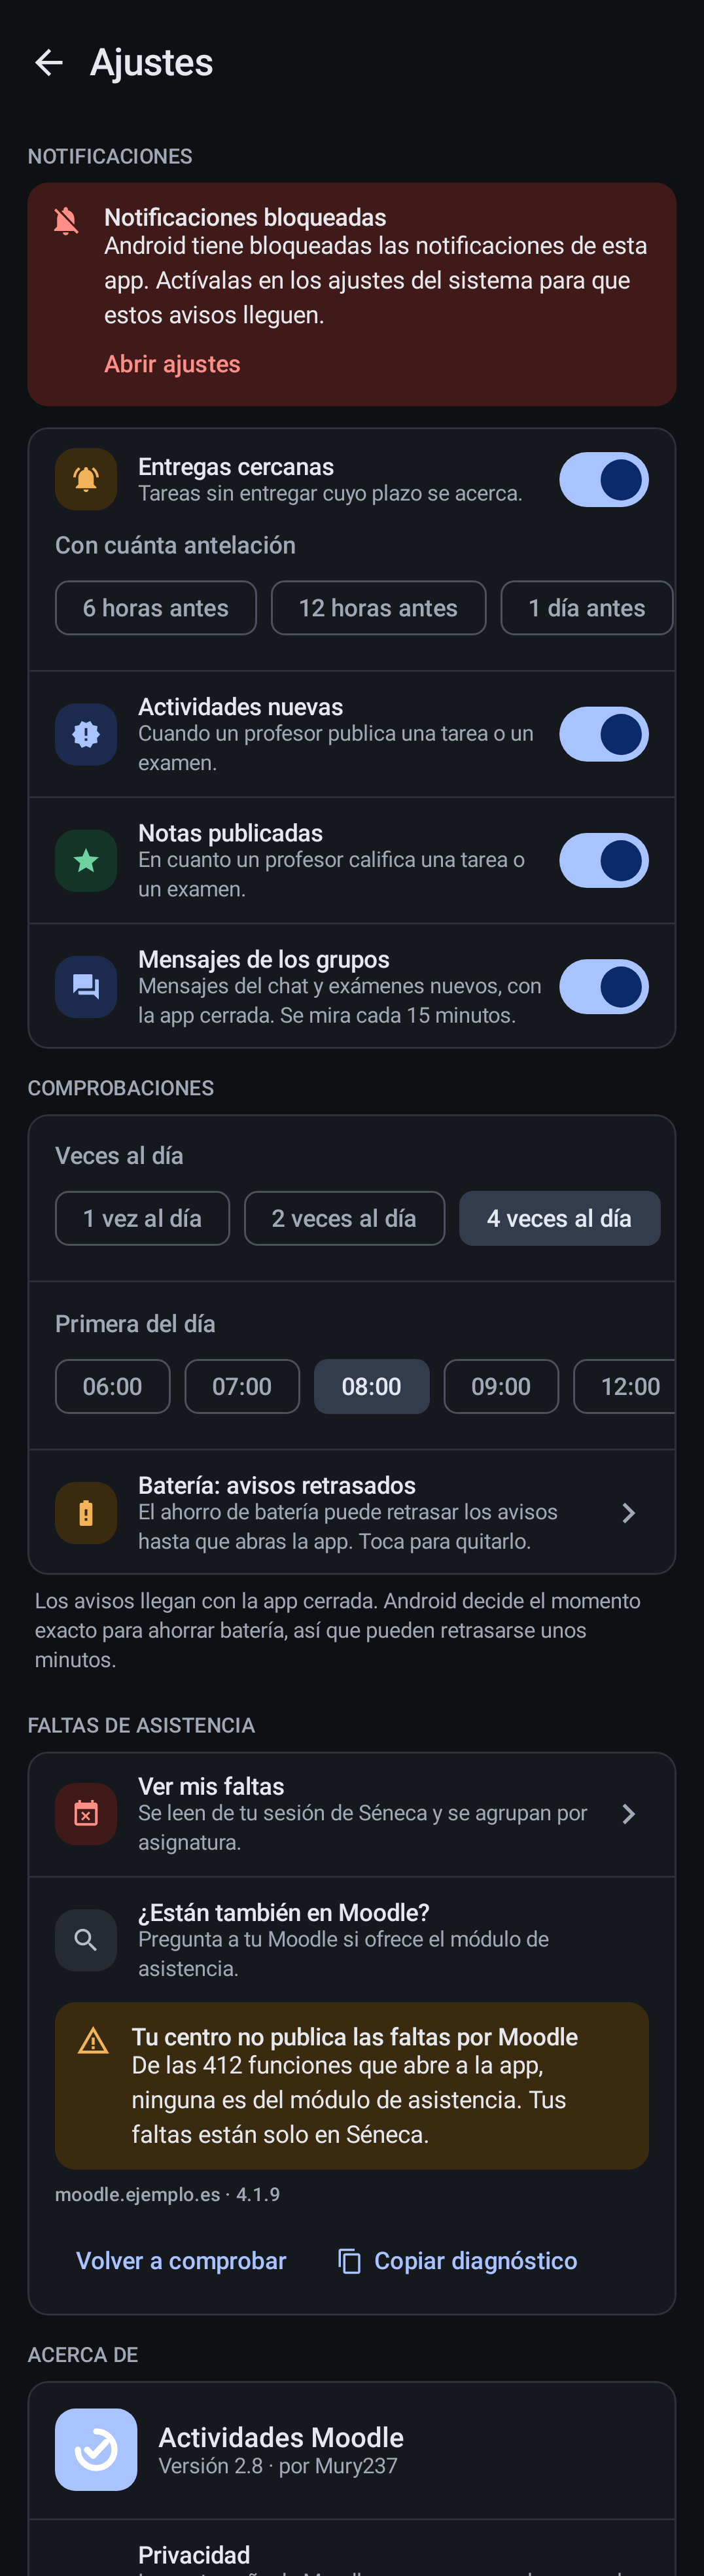 Ajustes
NOTIFICACIONES
Notificaciones bloqueadas
Android tiene bloqueadas las notificaciones de esta
app. Actívalas en los ajustes del sistema para que
estos avisos lleguen.
Abrir ajustes
Entregas cercanas
Tareas sin entregar cuyo plazo se acerca.
Con cuánta antelación
6 horas antes
12 horas antes
1 día antes
Actividades nuevas
Cuando un profesor publica una tarea o un
examen.
Notas publicadas
En cuanto un profesor califica una tarea o
un examen.
Mensajes de los grupos
Mensajes del chat y exámenes nuevos, con
la app cerrada. Se mira cada 15 minutos.
COMPROBACIONES
Veces al día
1 vez al día
2 veces al día
4 veces al día
Primera del día
06:00
07:00
08:00
09:00
12:00
Batería: avisos retrasados
El ahorro de batería puede retrasar los avisos
hasta que abras la app. Toca para quitarlo.
Los avisos llegan con la app cerrada. Android decide el momento
exacto para ahorrar batería, así que pueden retrasarse unos
minutos.
FALTAS DE ASISTENCIA
Ver mis faltas
Se leen de tu sesión de Séneca y se agrupan por
asignatura.
¿Están también en Moodle?
Pregunta a tu Moodle si ofrece el módulo de
asistencia.
Tu centro no publica las faltas por Moodle
De las 412 funciones que abre a la app,
ninguna es del módulo de asistencia. Tus
faltas están solo en Séneca.
moodle.ejemplo.es · 4.1.9
Volver a comprobar
Copiar diagnóstico
ACERCA DE
Actividades Moodle
Versión 2.8 · por Mury237
Privacidad